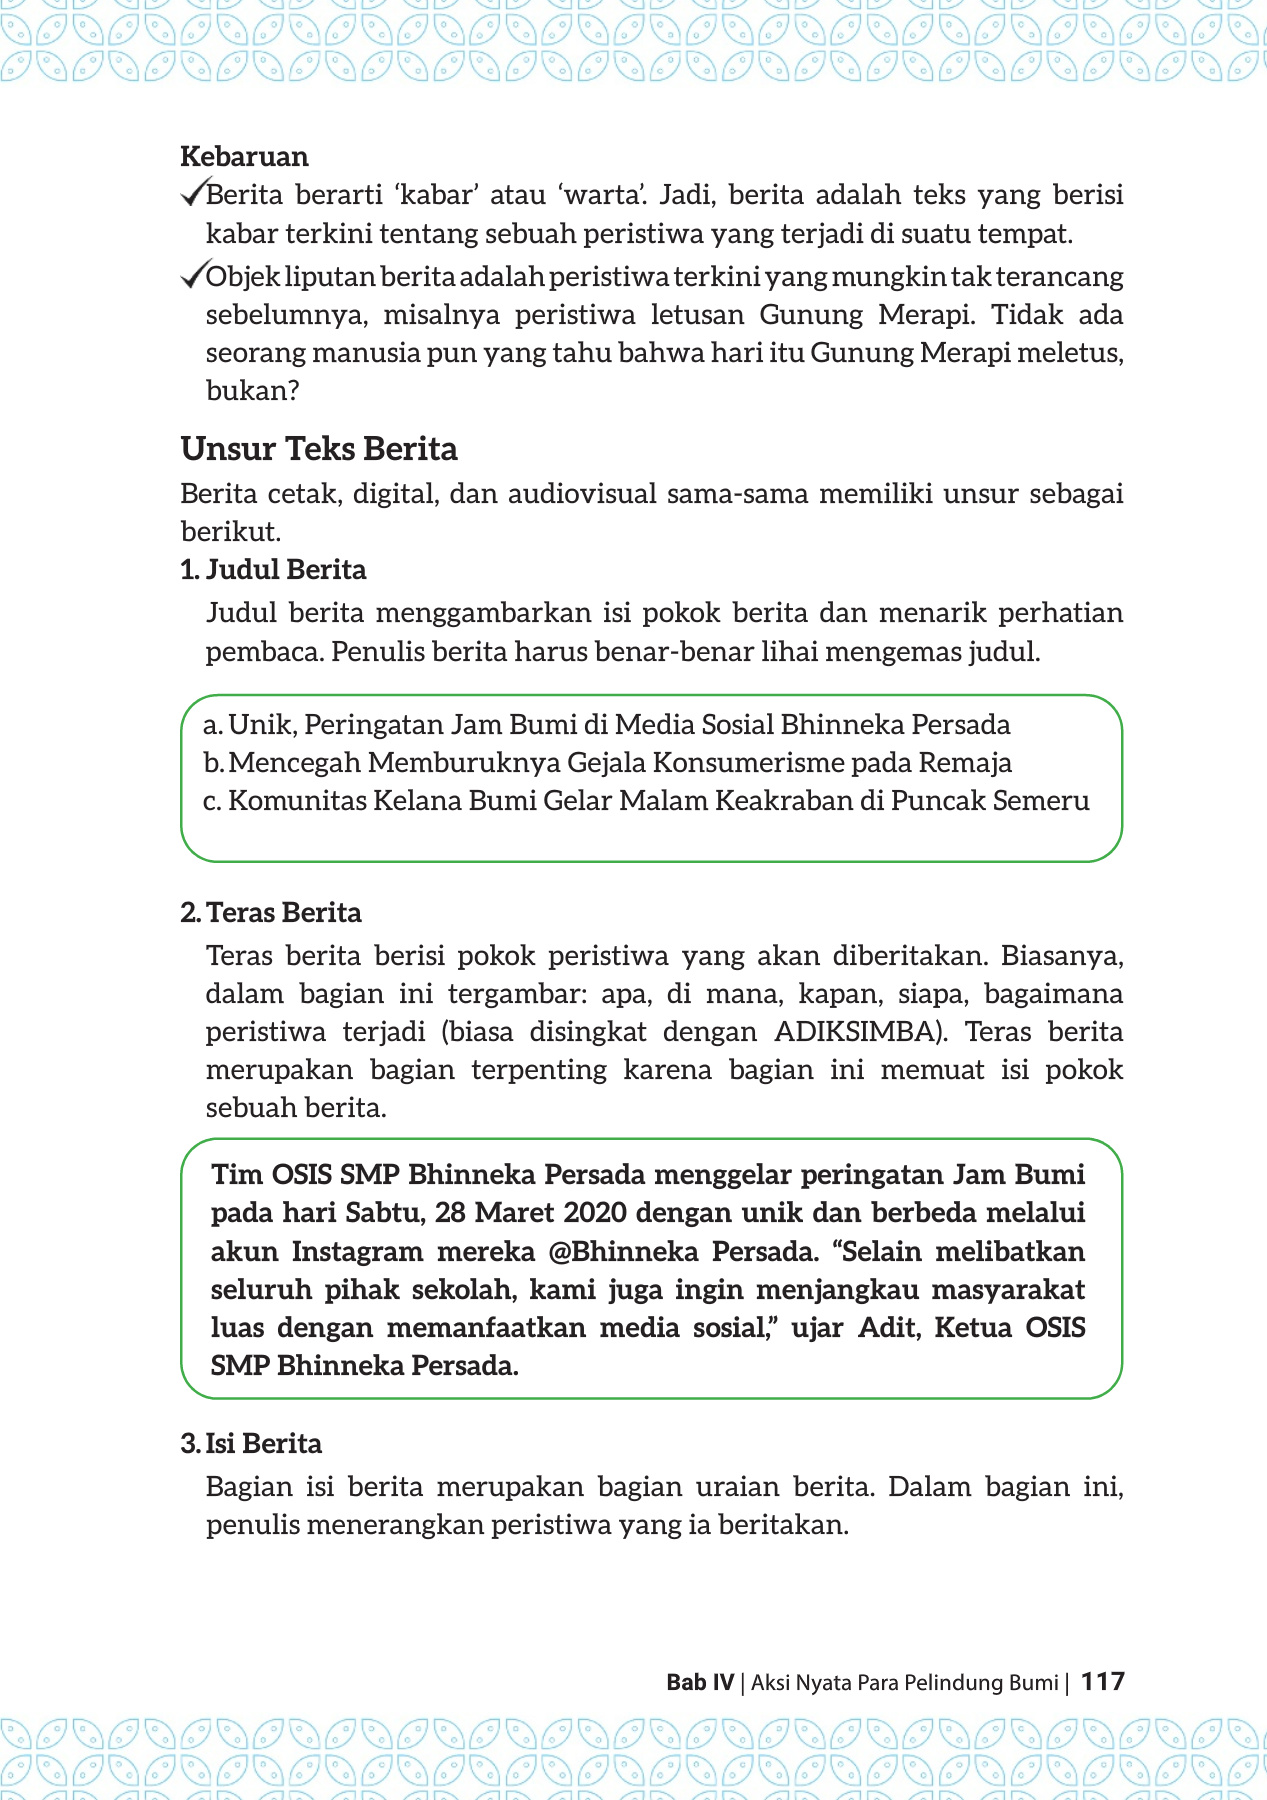 Kebaruan
Berita berarti ‘kabar’ atau ‘warta’. Jadi, berita adalah teks yang berisi
kabar terkini tentang sebuah peristiwa yang terjadi di suatu tempat.
Objek liputan berita adalah peristiwa terkini yang mungkin tak terancang
sebelumnya, misalnya peristiwa letusan Gunung Merapi. Tidak ada
seorang manusia pun yang tahu bahwa hari itu Gunung Merapi meletus,
bukan?
Unsur Teks Berita
Berita cetak, digital, dan audiovisual sama-sama memiliki unsur sebagai
berikut.
1. Judul Berita
Judul berita menggambarkan isi pokok berita dan menarik perhatian
pembaca. Penulis berita harus benar-benar lihai mengemas judul.
a. Unik, Peringatan Jam Bumi di Media Sosial Bhinneka Persada
b. Mencegah Memburuknya Gejala Konsumerisme pada Remaja
c. Komunitas Kelana Bumi Gelar Malam Keakraban di Puncak Semeru
2. Teras Berita
Teras berita berisi pokok peristiwa yang akan diberitakan. Biasanya,
dalam bagian ini tergambar: apa, di mana, kapan, siapa, bagaimana
peristiwa terjadi (biasa disingkat dengan ADIKSIMBA). Teras berita
merupakan bagian terpenting karena bagian ini memuat isi pokok
sebuah berita.
Tim OSIS SMP Bhinneka Persada menggelar peringatan Jam Bumi
pada hari Sabtu, 28 Maret 2020 dengan unik dan berbeda melalui
akun Instagram mereka @Bhinneka Persada. “Selain melibatkan
seluruh pihak sekolah, kami juga ingin menjangkau masyarakat
luas dengan memanfaatkan media sosial,” ujar Adit, Ketua OSIS
SMP Bhinneka Persada.
3. Isi Berita
Bagian isi berita merupakan bagian uraian berita. Dalam bagian ini,
penulis menerangkan peristiwa yang ia beritakan.
Bab IV | Aksi Nyata Para Pelindung Bumi | 117